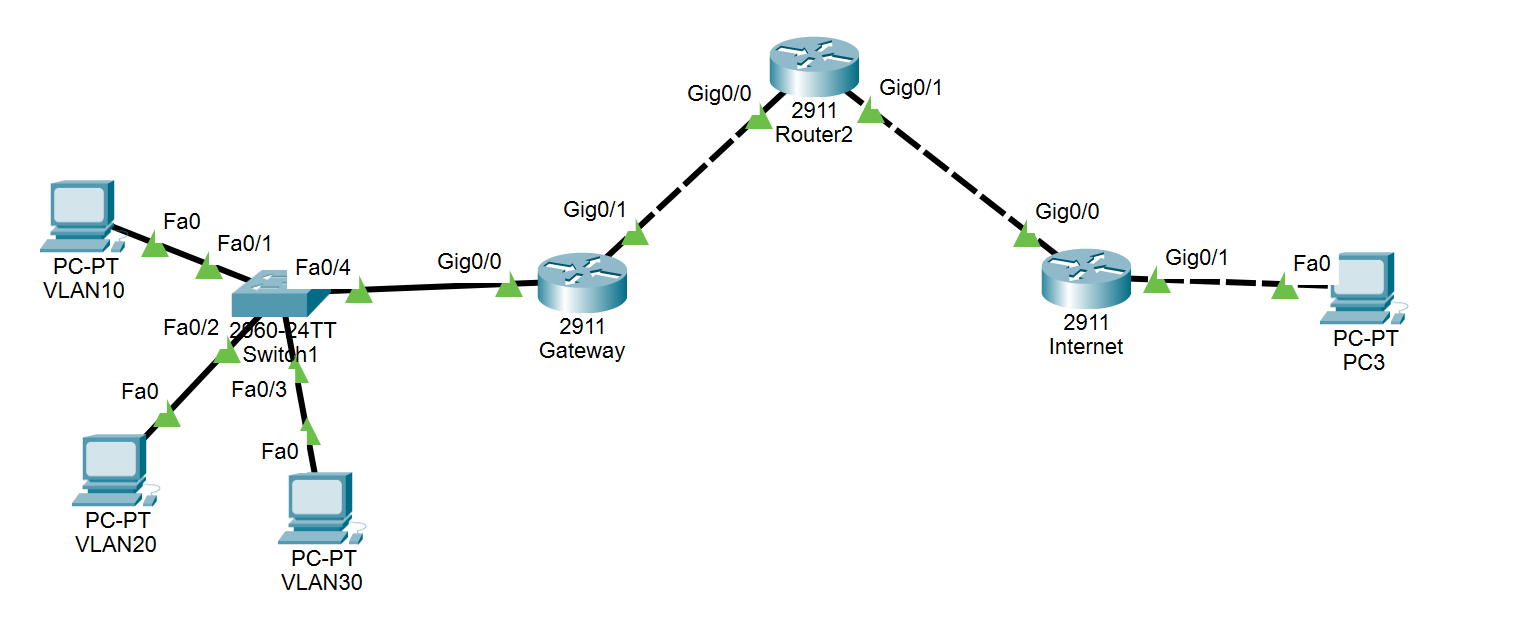 Gig0/0
Gig0/1
2911
Router2
Fa0
Fa0/1
PC-PT
VLAN10
Fa0/4
Gig0/0
Gig0/1
2911
Gateway
Gig0/0
Gig0/1
2911
Internet
Fa0
PC-PT
PC3
Fa0/2
2960-24TT
Switch1
Fa0
Fa0/3
Fa0
PC-PT
VLAN20
PC-PT
VLAN30